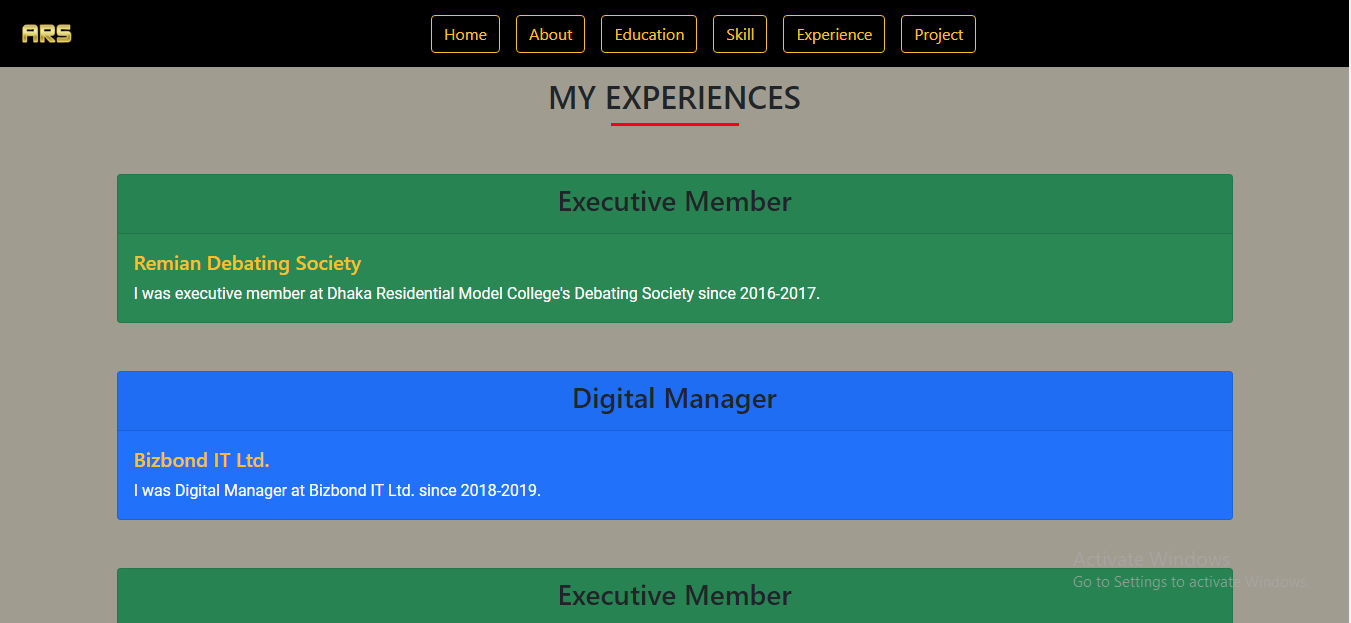 ARS
Home About Education Skill Experience Project
MY EXPERIENCES
Executive Member
Remian Debating Society
I was executive member at Dhaka Residential Model College's Debating Society since 2016-2017.
Digital Manager
Bizbond IT Ltd.
I was Digital Manager at Bizbond IT Ltd. since 2018-2019.
Activate Windows
Go to Settings to activate Windows.
Executive Member